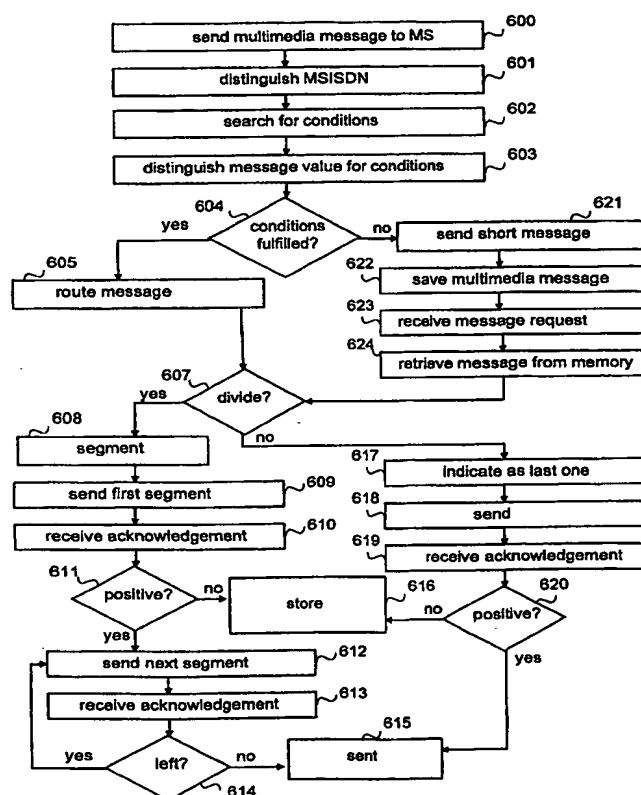 send multimedia message to MS
600
distinguish MSISDN
601
search for conditions
602
distinguish message value for conditions
603
604
conditions fulfilled?
yes
no
605
route message
621
send short message
622
save multimedia message
623
receive message request
624
retrieve message from memory
607
divide?
yes
no
608
segment
609
send first segment
610
receive acknowledgement
611
positive?
no
yes
616
store
617
indicate as last one
618
send
619
receive acknowledgement
620
positive?
no
yes
612
send next segment
613
receive acknowledgement
yes
left?
no
614
615
sent